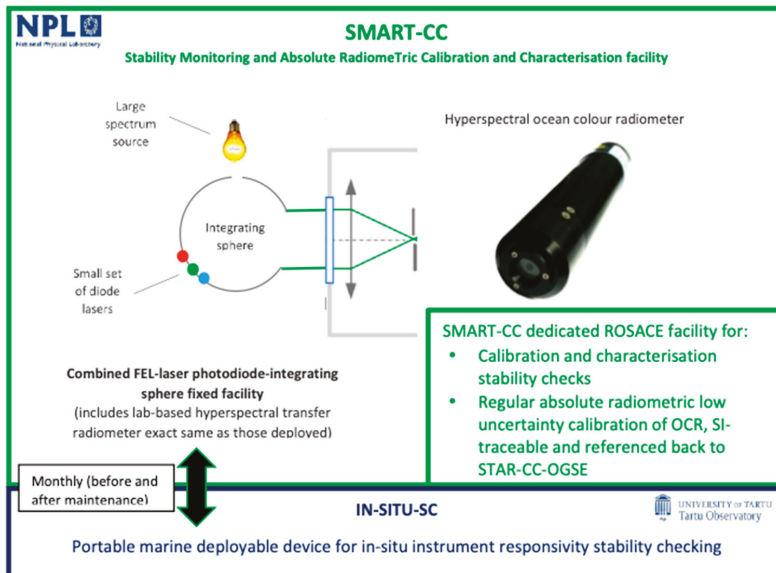 NPL
National Physical Laboratory
SMART-CC
Stability Monitoring and Absolute RadiomeTric Calibration and Characterisation facility
Large
spectrum
source
Hyperspectral ocean colour radiometer
Integrating
sphere
Small set
of diode
lasers
Combined FEL-laser photodiode-integrating
sphere fixed facility
(includes lab-based hyperspectral transfer
radiometer exact same as those deployed)
SMART-CC dedicated ROSACE facility for:
• Calibration and characterisation
stability checks
• Regular absolute radiometric low
uncertainty calibration of OCR, SI-
traceable and referenced back to
STAR-CC-OGSE
Monthly (before and
after maintenance)
IN-SITU-SC
UNIVERSITY OF TARTU
Tartu Observatory
Portable marine deployable device for in-situ instrument responsivity stability checking